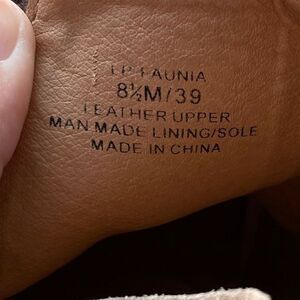 LP FAUNIA
8½M/39
LEATHER UPPER
MAN MADE LINING/SOLE
MADE IN CHINA